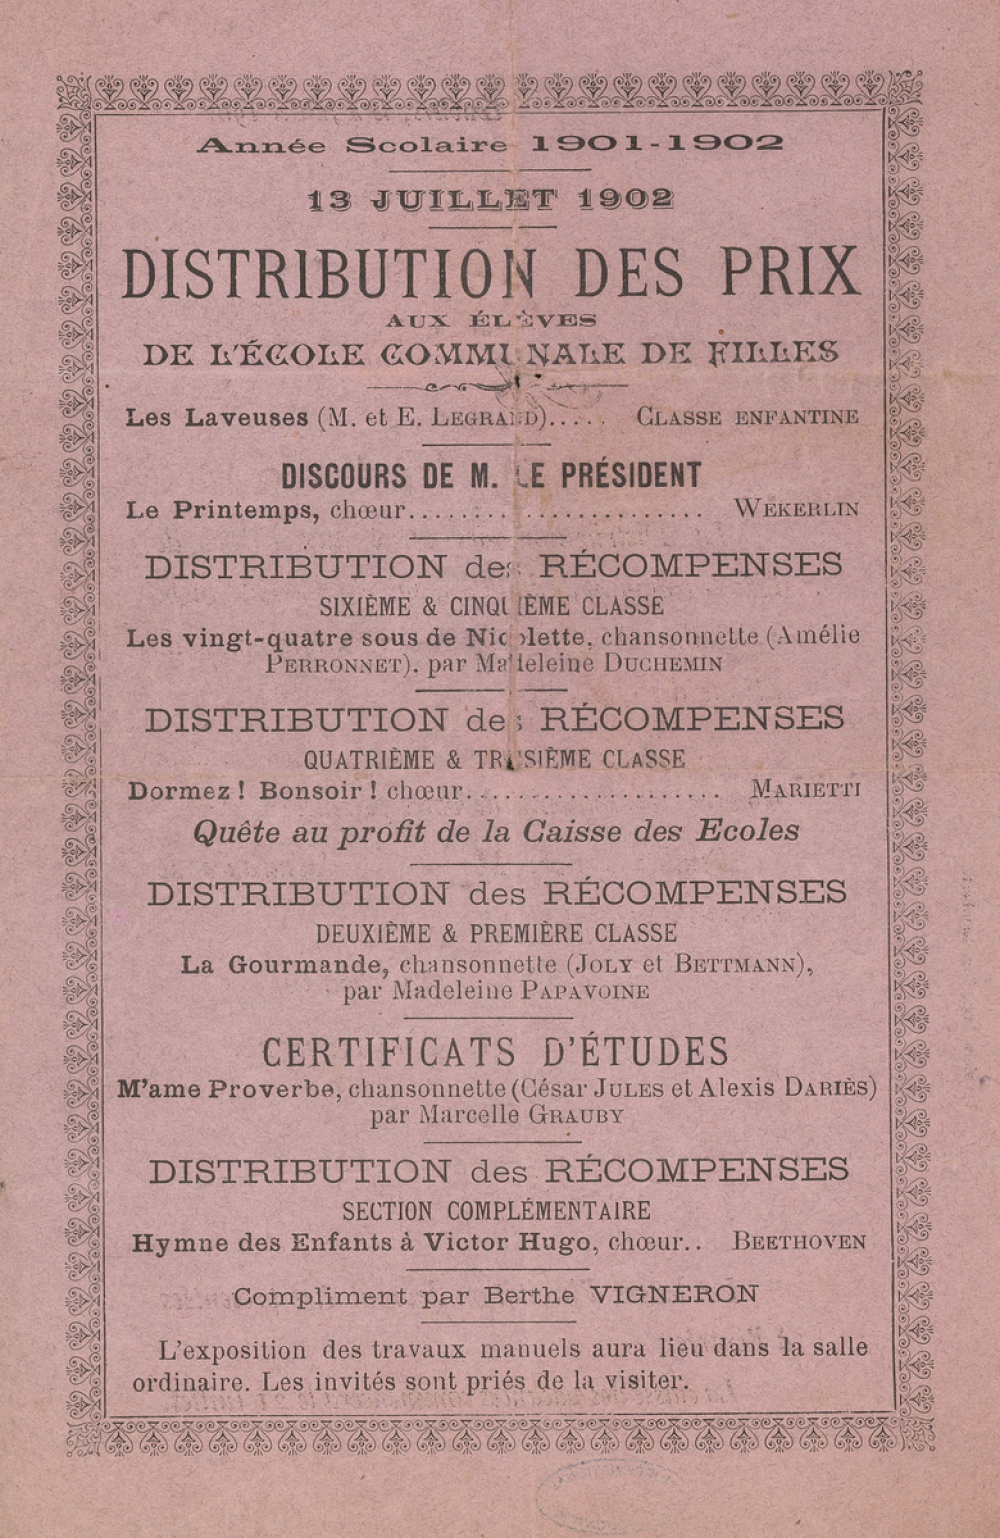 Année Scolaire 1901-1902
13 JUILLET 1902
DISTRIBUTION DES PRIX
AUX ÉLÈVES
DE L'ÉCOLE COMMUNALE DE FILLES
Les Laveuses (M. et E. LEGRAND)..... CLASSE ENFANTINE
DISCOURS DE M. LE PRÉSIDENT
Le Printemps, chœur........................ WÉKERLIN
DISTRIBUTION des RÉCOMPENSES
SIXIÈME & CINQUIÈME CLASSE
Les vingt-quatre sous de Nicolette, chansonnette (Amélie
PERRONNET), par Madeleine DUCHEMIN
DISTRIBUTION des RÉCOMPENSES
QUATRIÈME & TROISIÈME CLASSE
Dormez ! Bonsoir ! chœur.................... MARIETTI
Quête au profit de la Caisse des Ecoles
DISTRIBUTION des RÉCOMPENSES
DEUXIÈME & PREMIÈRE CLASSE
La Gourmande, chansonnette (JOLY et BETTMANN),
par Madeleine PAPAVOINE
CERTIFICATS D'ÉTUDES
M'ame Proverbe, chansonnette (César JULES et Alexis DARIÈS)
par Marcelle GRAUBY
DISTRIBUTION des RÉCOMPENSES
SECTION COMPLÉMENTAIRE
Hymne des Enfants à Victor Hugo, chœur.. BEETHOVEN
Compliment par Berthe VIGNERON
L'exposition des travaux manuels aura lieu dans la salle
ordinaire. Les invités sont priés de la visiter.